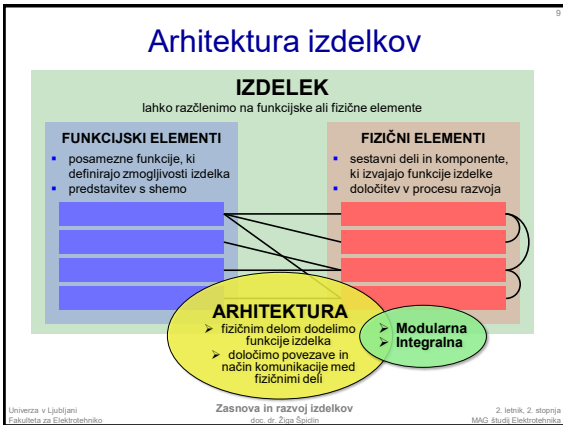 9
Arhitektura izdelkov
IZDELEK
lahko razčlenimo na funkcijske ali fizične elemente
FUNKCIJSKI ELEMENTI
▪ posamezne funkcije, ki
definirajo zmogljivosti izdelka
▪ predstavitev s shemo
FIZIČNI ELEMENTI
▪ sestavni deli in komponente,
ki izvajajo funkcije izdelke
▪ določitev v procesu razvoja
ARHITEKTURA
➢ fizičnim delom dodelimo
funkcije izdelka
➢ določimo povezave in
način komunikacije med
fizičnimi deli
➢ Modularna
➢ Integralna
Univerza v Ljubljani
Fakulteta za Elektrotehniko
Zasnova in razvoj izdelkov
doc. dr. Žiga Špiclin
2. letnik, 2. stopnja
MAG študij Elektrotehnika